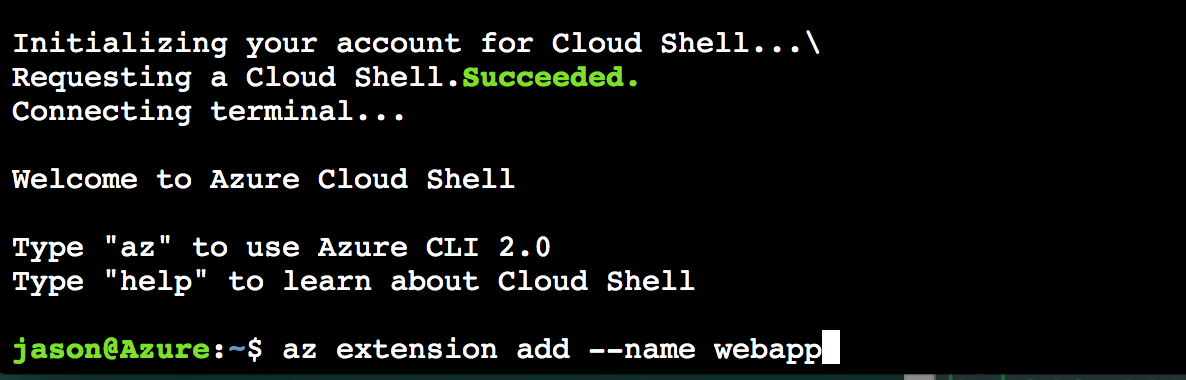 Initializing your account for Cloud Shell...\
Requesting a Cloud Shell.Succeeded.
Connecting terminal...
Welcome to Azure Cloud Shell
Type "az" to use Azure CLI 2.0
Type "help" to learn about Cloud Shell
jason@Azure:~$ az extension add --name webapp